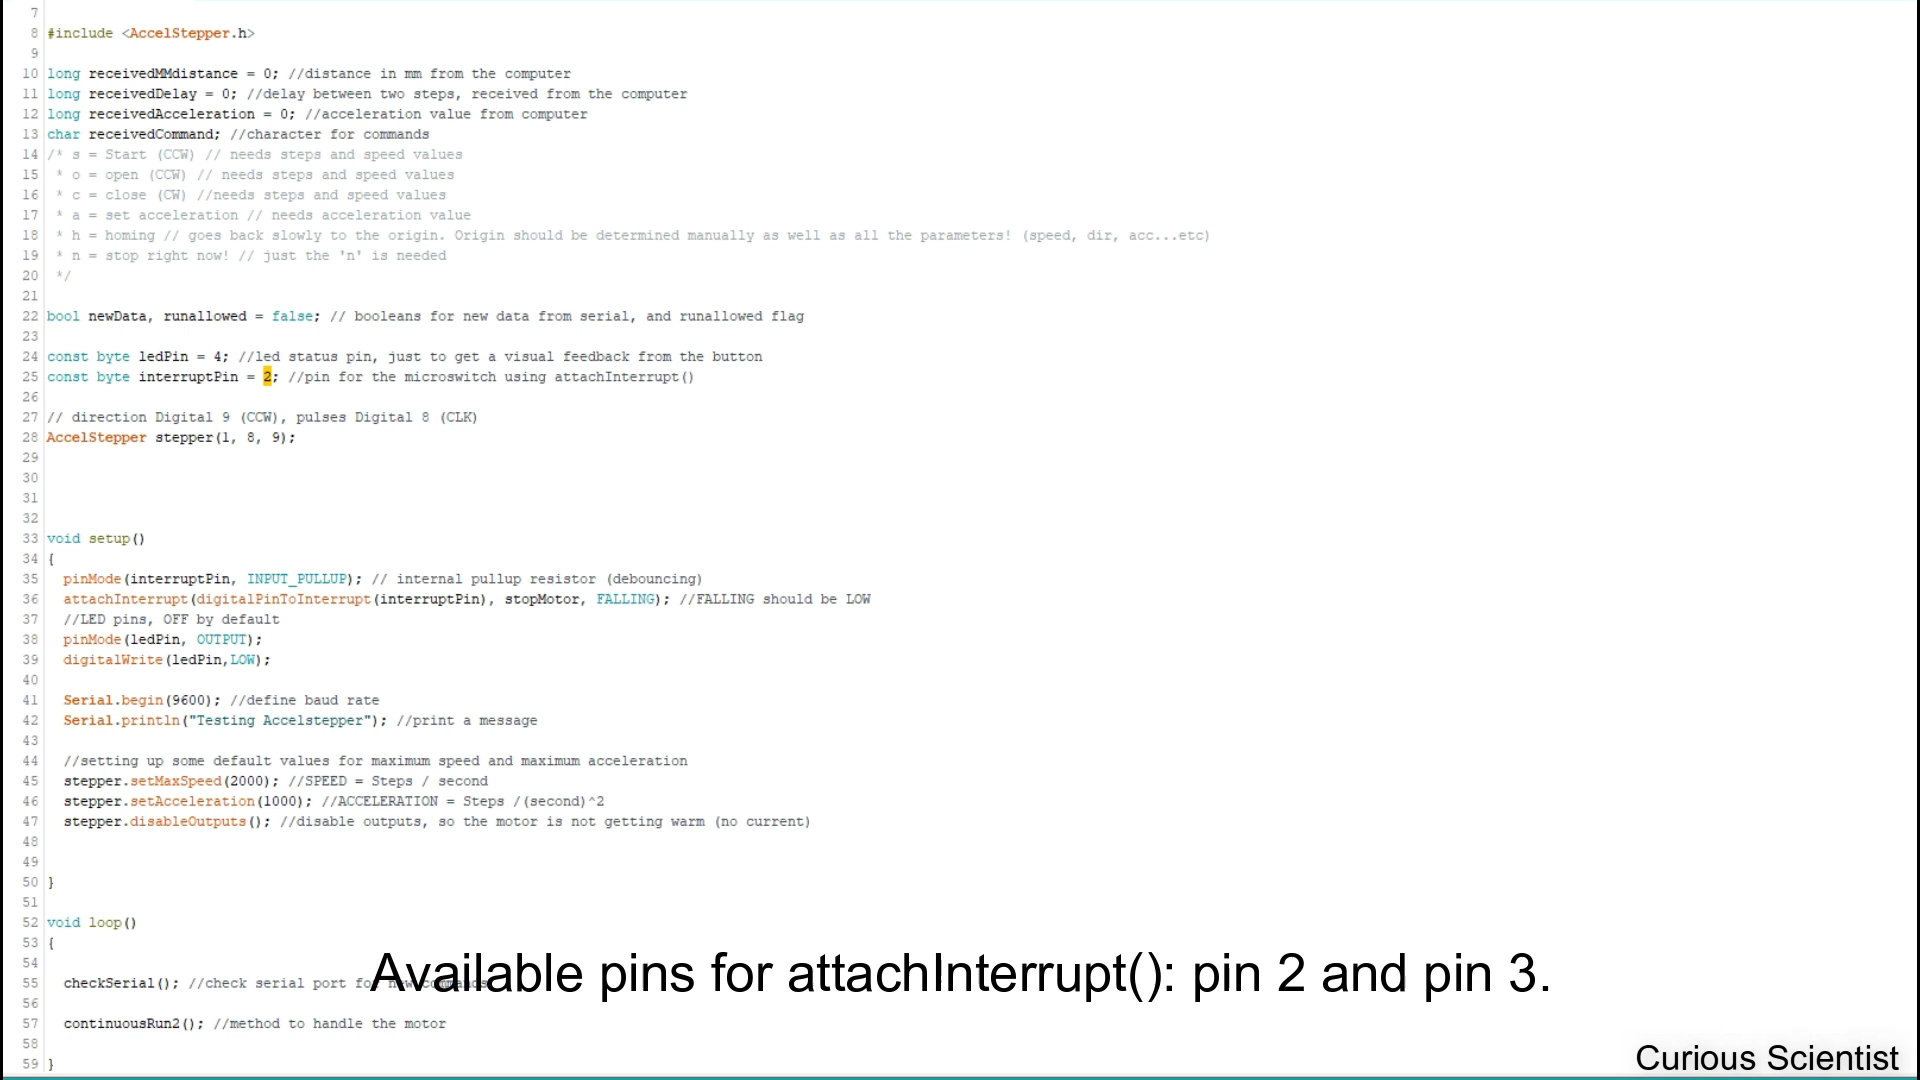 7
8 #include <AccelStepper.h>
9
10 long receivedMMdistance = 0; //distance in mm from the computer
11 long receivedDelay = 0; //delay between two steps, received from the computer
12 long receivedAcceleration = 0; //acceleration value from computer
13 char receivedCommand; //character for commands
14 /* s = Start (CCW) // needs steps and speed values
15 * o = open (CCW) // needs steps and speed values
16 * c = close (CW) //needs steps and speed values
17 * a = set acceleration // needs acceleration value
18 * h = homing // goes back slowly to the origin. Origin should be determined manually as well as all the parameters! (speed, dir, acc...etc)
19 * n = stop right now! // just the 'n' is needed
20 */
21
22 bool newData, runallowed = false; // booleans for new data from serial, and runallowed flag
23
24 const byte ledPin = 4; //led status pin, just to get a visual feedback from the button
25 const byte interruptPin = 2; //pin for the microswitch using attachInterrupt()
26
27 // direction Digital 9 (CCW), pulses Digital 8 (CLK)
28 AccelStepper stepper(1, 8, 9);
29
30
31
32
33 void setup()
34 {
35 pinMode(interruptPin, INPUT_PULLUP); // internal pullup resistor (debouncing)
36 attachInterrupt(digitalPinToInterrupt(interruptPin), stopMotor, FALLING); //FALLING should be LOW
37 //LED pins, OFF by default
38 pinMode(ledPin, OUTPUT);
39 digitalWrite(ledPin,LOW);
40
41 Serial.begin(9600); //define baud rate
42 Serial.println("Testing Accelstepper"); //print a message
43
44 //setting up some default values for maximum speed and maximum acceleration
45 stepper.setMaxSpeed(2000); //SPEED = Steps / second
46 stepper.setAcceleration(1000); //ACCELERATION = Steps /(second)^2
47 stepper.disableOutputs(); //disable outputs, so the motor is not getting warm (no current)
48
49
50 }
51
52 void loop()
53 {
54
55 checkSerial(); //check serial port for new commands
Available pins for attachInterrupt(): pin 2 and pin 3.
56
57 continuousRun2(); //method to handle the motor
58
59 }
Curious Scientist